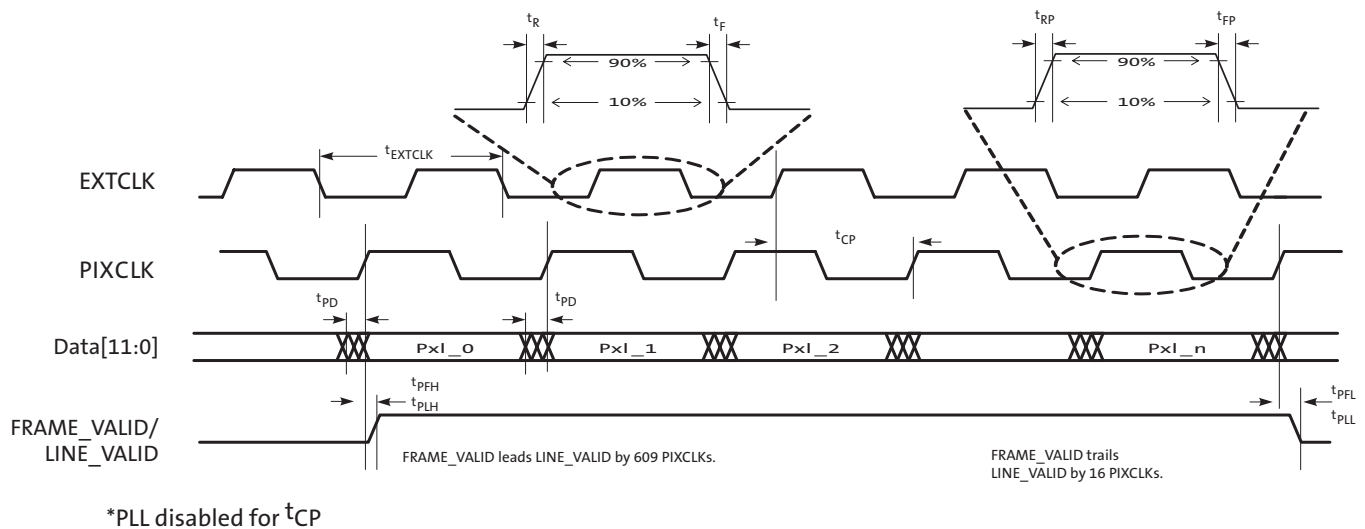 tR
tF
tRP
tFP
90%
90%
10%
10%
tEXTCLK
EXTCLK
tCP
PIXCLK
tPD
tPD
Data[11:0]
Pxl_0
Pxl_1
Pxl_2
Pxl_n
tPFH
tPLH
tPFL
tPLL
FRAME_VALID/
LINE_VALID
FRAME_VALID leads LINE_VALID by 609 PIXCLKs.
FRAME_VALID trails
LINE_VALID by 16 PIXCLKs.
*PLL disabled for tCP